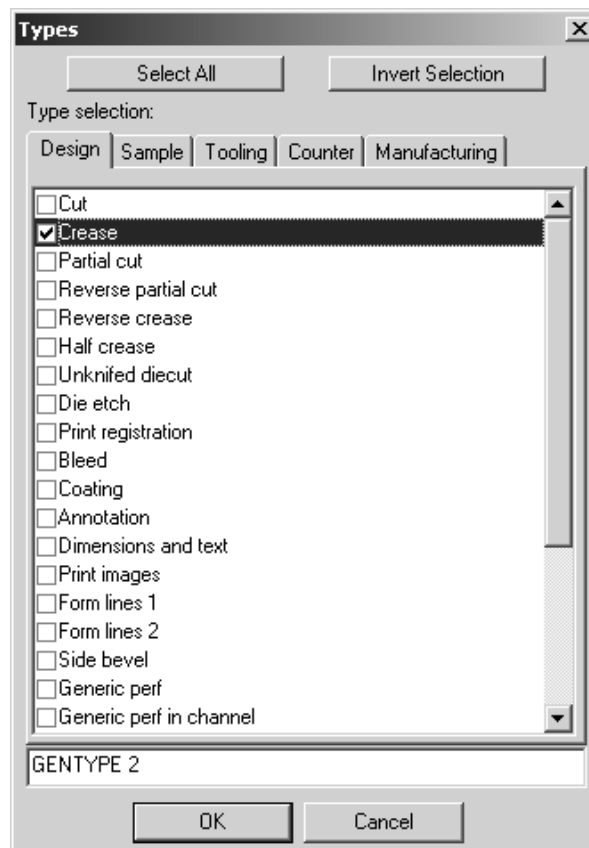 Types
Select All Invert Selection
Type selection:
Design Sample Tooling Counter Manufacturing
Cut
Crease
Partial cut
Reverse partial cut
Reverse crease
Half crease
Unknifed diecut
Die etch
Print registration
Bleed
Coating
Annotation
Dimensions and text
Print images
Form lines 1
Form lines 2
Side bevel
Generic perf
Generic perf in channel
GENTYPE 2
OK Cancel